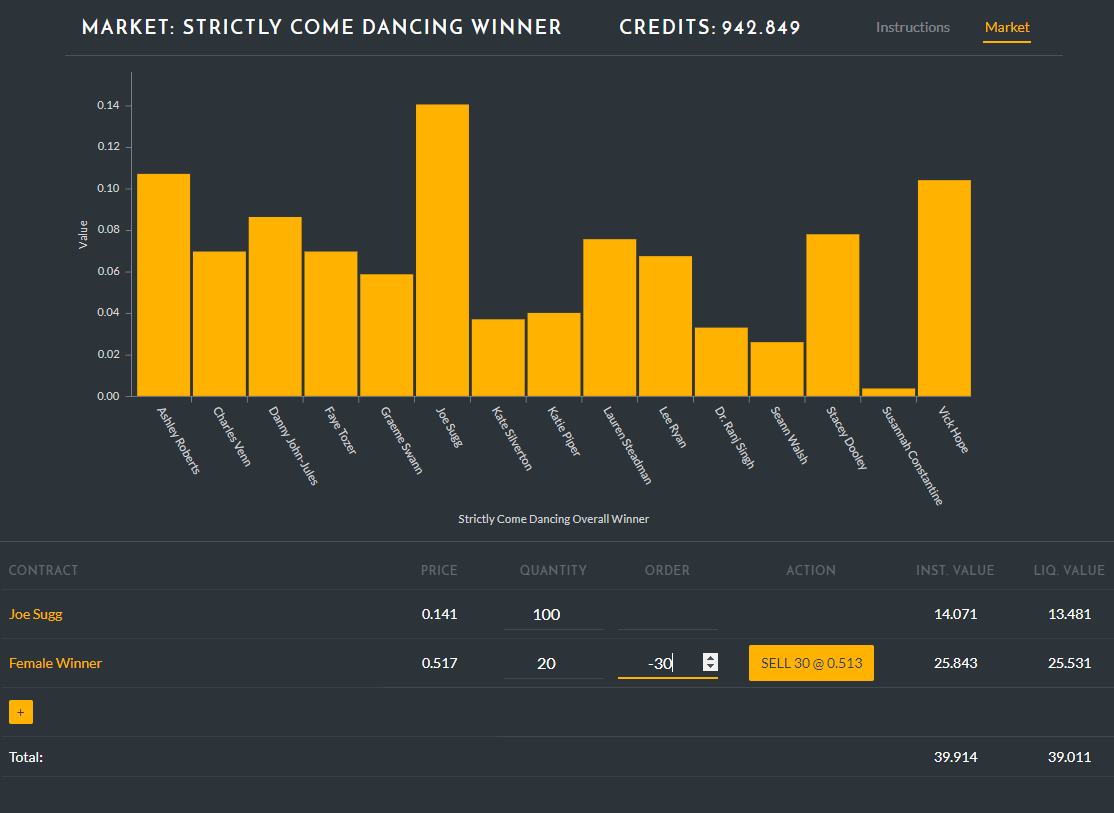 MARKET: STRICTLY COME DANCING WINNER CREDITS: 942.849 Instructions Market
0.14
0.12
0.10
0.08
0.06
0.04
0.02
0.00
Value
Ashley Roberts
Charles Venn
Danny John-Jules
Faye Tozer
Graeme Swann
Joe Sugg
Kate Silverton
Katie Piper
Lauren Steadman
Lee Ryan
Dr. Ranj Singh
Seann Walsh
Stacey Dooley
Susannah Constantine
Vick Hope
Strictly Come Dancing Overall Winner
CONTRACT PRICE QUANTITY ORDER ACTION INST. VALUE LIQ. VALUE
Joe Sugg 0.141 100 14.071 13.481
Female Winner 0.517 20 -30 SELL 30 @ 0.513 25.843 25.531
+
Total: 39.914 39.011